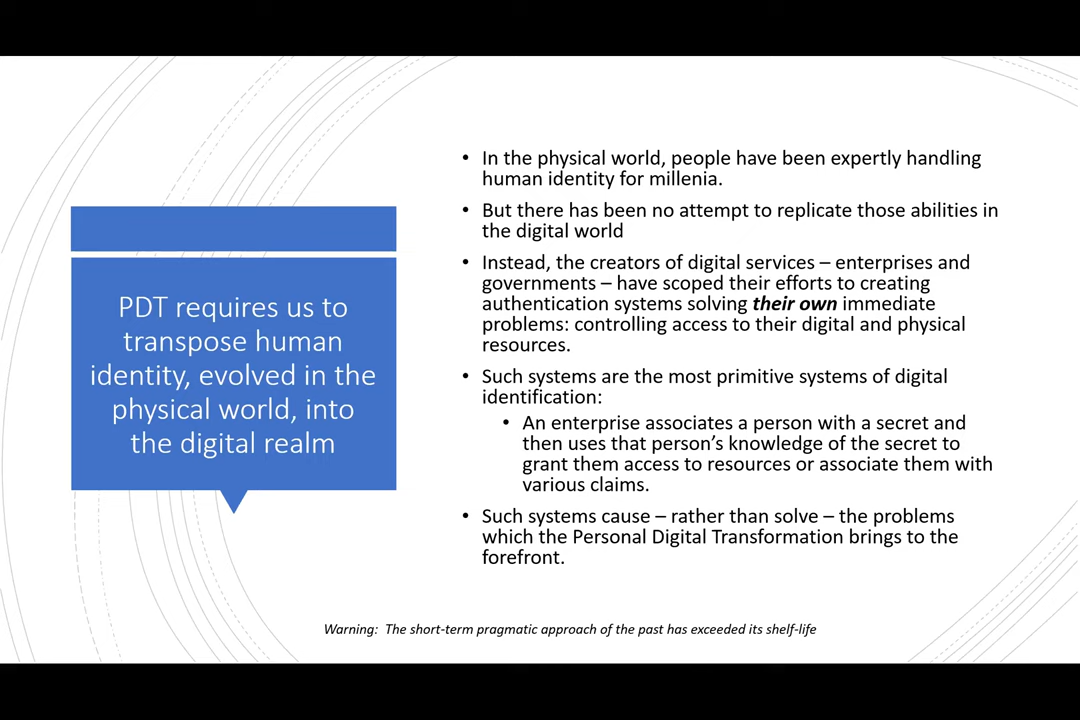 PDT requires us to
transpose human
identity, evolved in the
physical world, into
the digital realm
• In the physical world, people have been expertly handling
human identity for millenia.
• But there has been no attempt to replicate those abilities in
the digital world
• Instead, the creators of digital services – enterprises and
governments – have scoped their efforts to creating
authentication systems solving their own immediate
problems: controlling access to their digital and physical
resources.
• Such systems are the most primitive systems of digital
identification:
• An enterprise associates a person with a secret and
then uses that person’s knowledge of the secret to
grant them access to resources or associate them with
various claims.
• Such systems cause – rather than solve – the problems
which the Personal Digital Transformation brings to the
forefront.
Warning: The short-term pragmatic approach of the past has exceeded its shelf-life